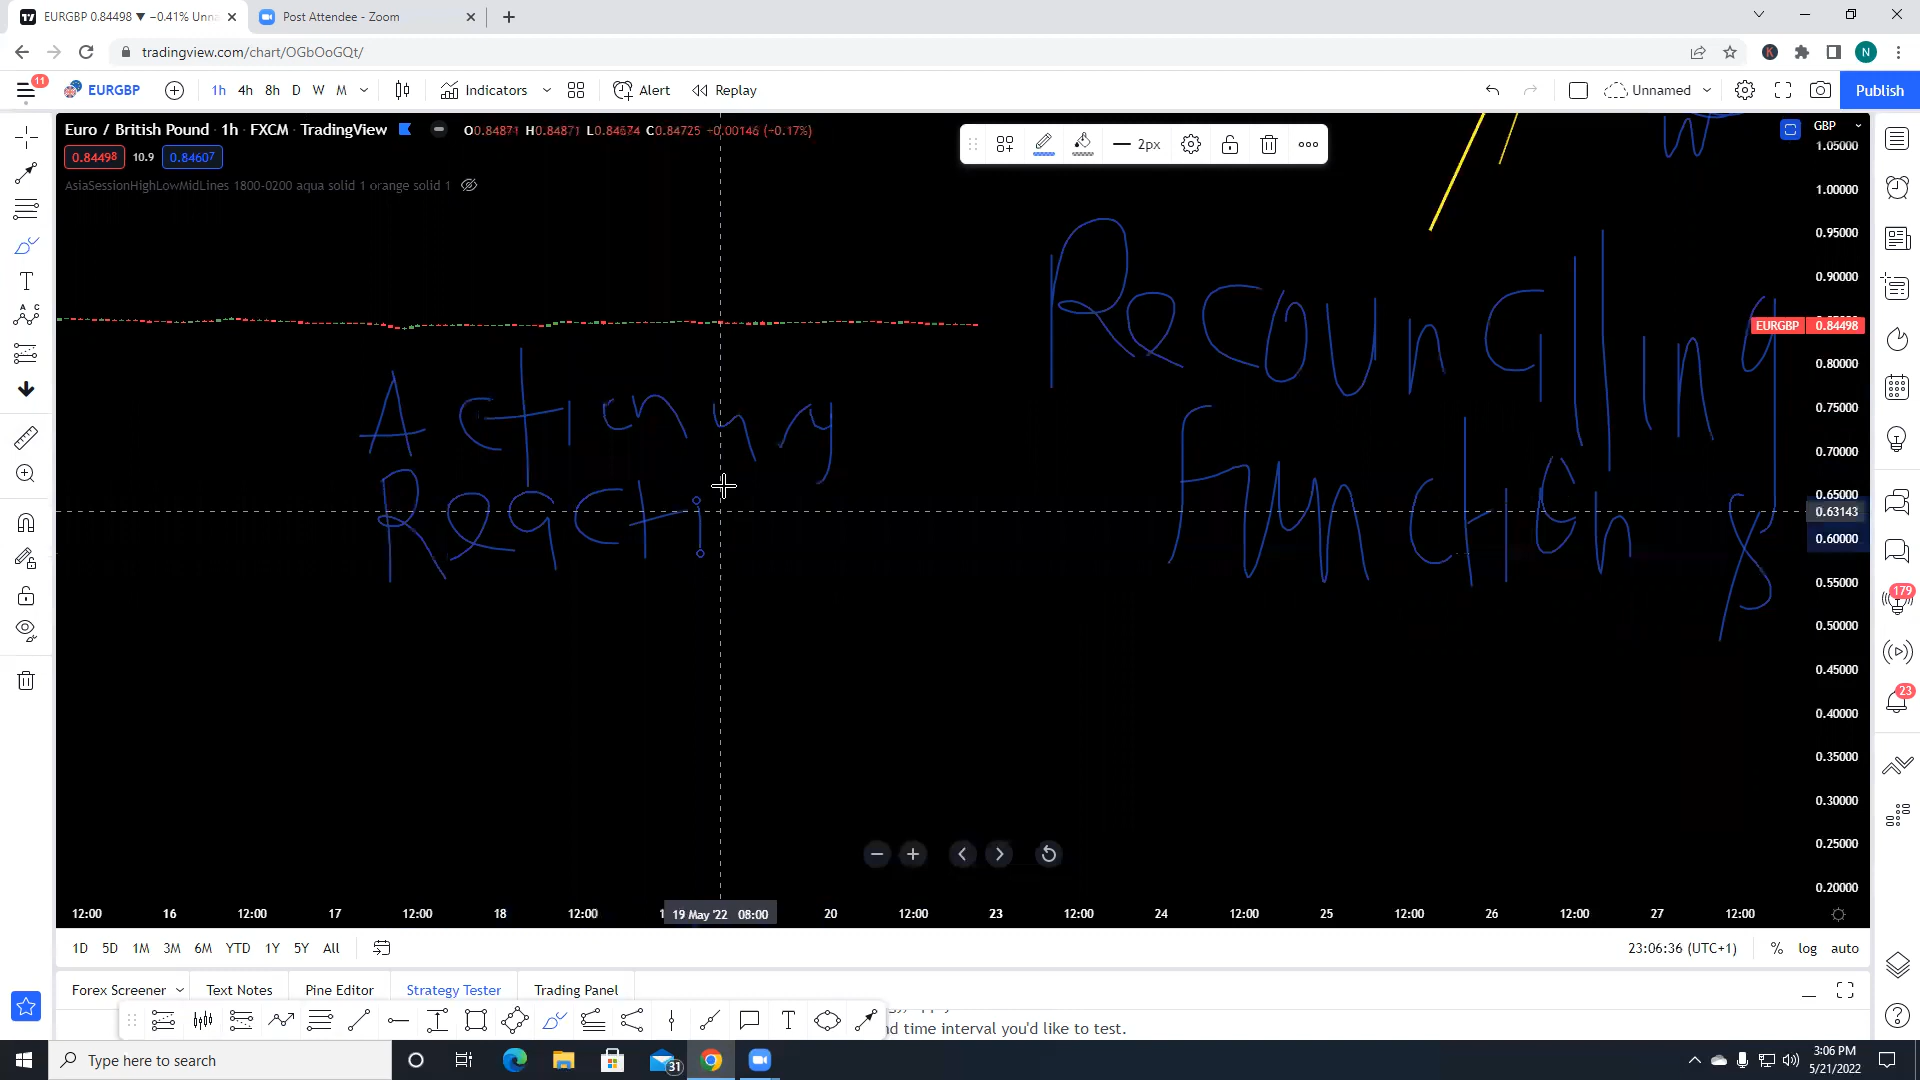 EURGBP 0.84498 ▼ −0.41% Unna
Post Attendee - Zoom
tradingview.com/chart/OGbOoGQt/
K
N
11
EURGBP
1h 4h 8h D W M
Indicators
Alert
Replay
Unnamed
Publish
Euro / British Pound · 1h · FXCM · TradingView
O0.84871 H0.84871 L0.84674 C0.84725 −0.00146 (−0.17%)
0.84498 10.9 0.84607
AsiaSessionHighLowMidLines 1800-0200 aqua solid 1 orange solid 1
2px
GBP
1.05000
1.00000
0.95000
0.90000
EURGBP 0.84498
0.80000
0.75000
0.70000
0.65000
0.63143
0.60000
0.55000
0.50000
0.45000
0.40000
0.35000
0.30000
0.25000
0.20000
Reacti
Function
179
23
12:00 16 12:00 17 12:00 18 12:00 19 May '22 08:00 20 12:00 23 12:00 24 12:00 25 12:00 26 12:00 27 12:00
1D 5D 1M 3M 6M YTD 1Y 5Y All
23:06:36 (UTC+1) % log auto
Forex Screener Text Notes Pine Editor Strategy Tester Trading Panel
nd time interval you'd like to test.
Type here to search
31
3:06 PM
5/21/2022